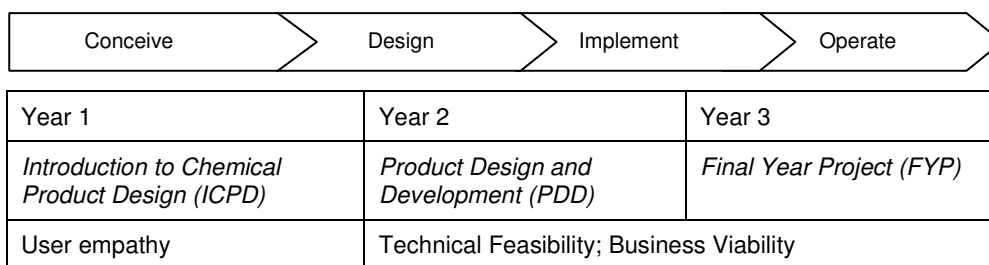 Conceive Design Implement Operate
Year 1 Year 2 Year 3
Introduction to Chemical Product Design and Final Year Project (FYP)
Product Design (ICPD) Development (PDD)
User empathy Technical Feasibility; Business Viability